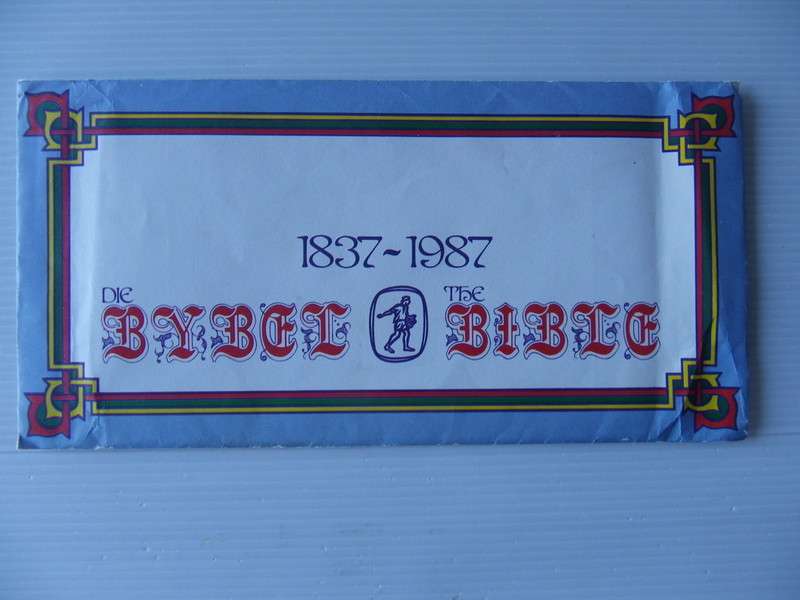 1837~1987
DIE THE
BYBEL BIBLE